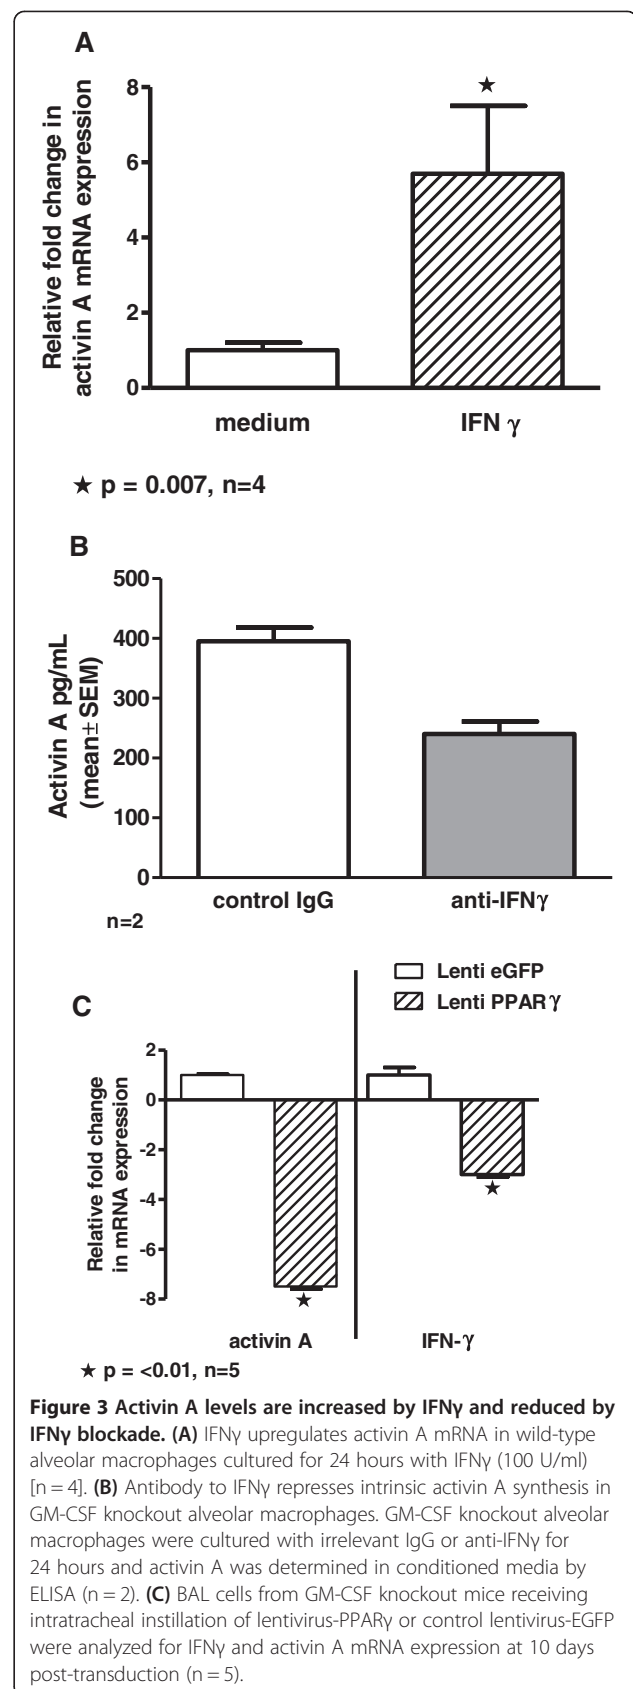 A
Relative fold change in
activin A mRNA expression
8
6
4
2
0
★
medium
IFN γ
★ p = 0.007, n=4
B
Activin A pg/mL
(mean± SEM)
500
400
300
200
100
0
control IgG
anti-IFNγ
n=2
Lenti eGFP
Lenti PPAR γ
C
Relative fold change
in mRNA expression
2
0
-2
-4
-6
-8
★
★
activin A
IFN-γ
★ p = <0.01, n=5
Figure 3 Activin A levels are increased by IFNγ and reduced by
IFNγ blockade. (A) IFNγ upregulates activin A mRNA in wild-type
alveolar macrophages cultured for 24 hours with IFNγ (100 U/ml)
[n = 4]. (B) Antibody to IFNγ represses intrinsic activin A synthesis in
GM-CSF knockout alveolar macrophages. GM-CSF knockout alveolar
macrophages were cultured with irrelevant IgG or anti-IFNγ for
24 hours and activin A was determined in conditioned media by
ELISA (n = 2). (C) BAL cells from GM-CSF knockout mice receiving
intratracheal instillation of lentivirus-PPARγ or control lentivirus-EGFP
were analyzed for IFNγ and activin A mRNA expression at 10 days
post-transduction (n = 5).